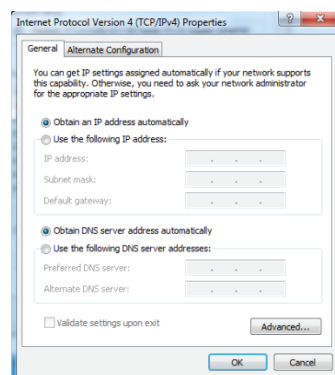 Internet Protocol Version 4 (TCP/IPv4) Properties
General
Alternate Configuration
You can get IP settings assigned automatically if your network supports
this capability. Otherwise, you need to ask your network administrator
for the appropriate IP settings.
Obtain an IP address automatically
Use the following IP address:
IP address:
Subnet mask:
Default gateway:
Obtain DNS server address automatically
Use the following DNS server addresses:
Preferred DNS server:
Alternate DNS server:
Validate settings upon exit
Advanced...
OK
Cancel